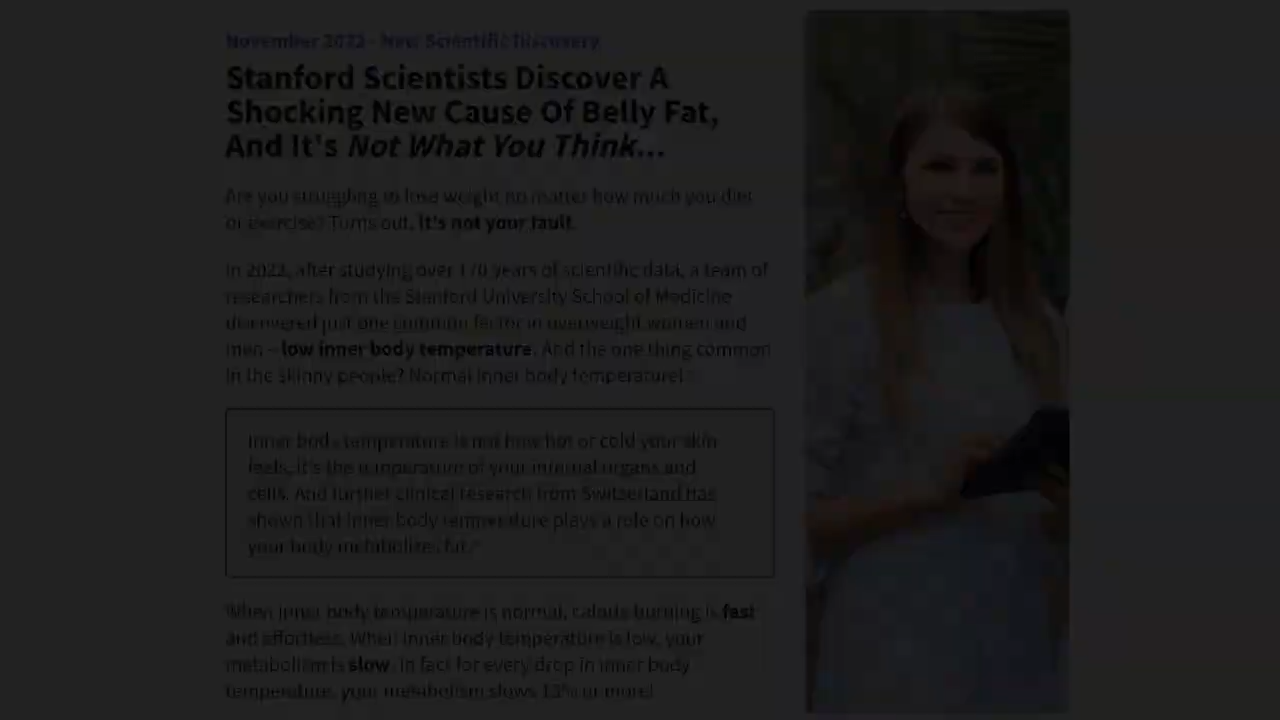 November 2022 - New Scientific Discovery
Stanford Scientists Discover A
Shocking New Cause Of Belly Fat,
And It's Not What You Think...
Are you struggling to lose weight no matter how much you diet
or exercise? Turns out, it's not your fault.
In 2022, after studying over 170 years of scientific data, a team of
researchers from the Stanford University School of Medicine
discovered just one common factor in overweight women and
men – low inner body temperature. And the one thing common
in the skinny people? Normal inner body temperature!
Inner body temperature is not how hot or cold your skin
feels, it's the temperature of your internal organs and
cells. And further clinical research from Switzerland has
shown that inner body temperature plays a role on how
your body metabolizes fat.
When inner body temperature is normal, calorie burning is fast
and effortless. When inner body temperature is low, your
metabolism is slow. In fact for every drop in inner body
temperature, your metabolism slows 13% or more!